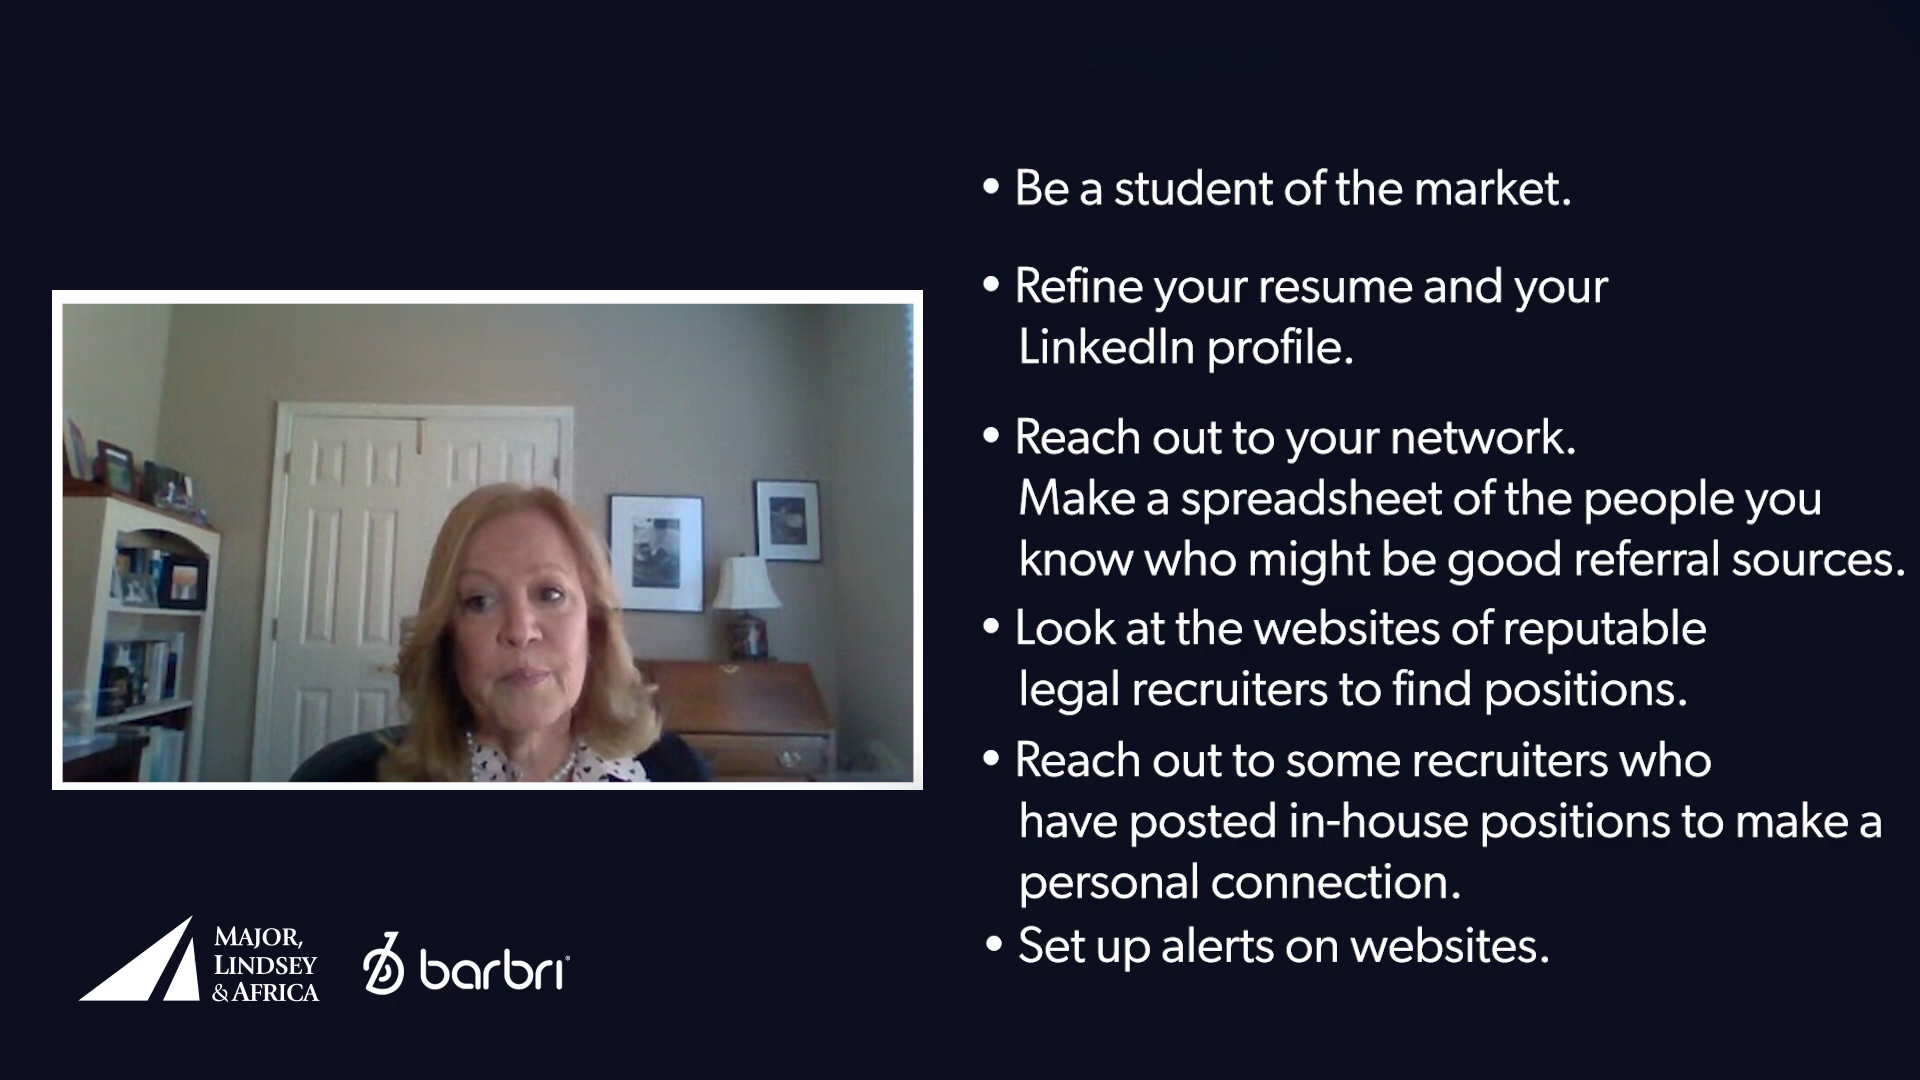 • Be a student of the market.
• Refine your resume and your
LinkedIn profile.
• Reach out to your network.
Make a spreadsheet of the people you
know who might be good referral sources.
• Look at the websites of reputable
legal recruiters to find positions.
• Reach out to some recruiters who
have posted in-house positions to make a
personal connection.
• Set up alerts on websites.
MAJOR,
LINDSEY
& AFRICA
barbri®